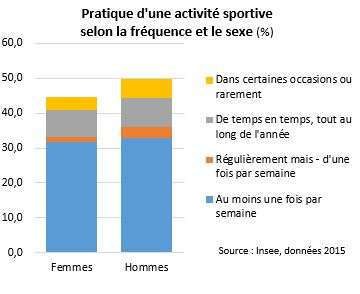 Pratique d'une activité sportive
selon la fréquence et le sexe (%)
60,0
50,0
40,0
30,0
20,0
10,0
0,0
Femmes
Hommes
Dans certaines occasions ou
rarement
De temps en temps, tout au
long de l'année
Régulièrement mais - d'une
fois par semaine
Au moins une fois par
semaine
Source : Insee, données 2015